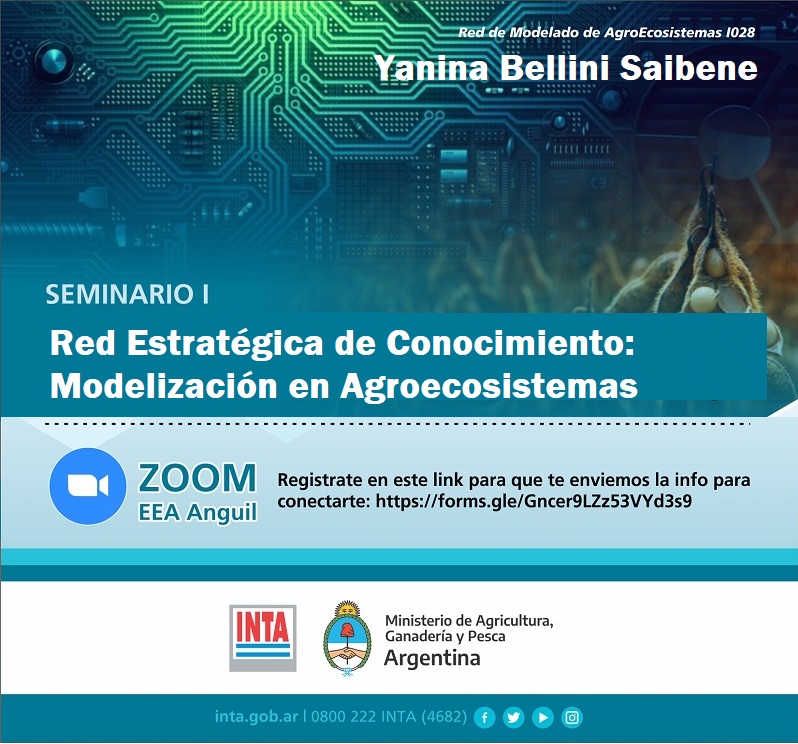 Red de Modelado de AgroEcosistemas I028
Yanina Bellini Saibene
SEMINARIO I
Red Estratégica de Conocimiento:
Modelización en Agroecosistemas
ZOOM
EEA Anguil
Registrate en este link para que te enviemos la info para
conectarte: https://forms.gle/Gncer9LZz53VYd3s9
INTA
Ministerio de Agricultura,
Ganadería y Pesca
Argentina
inta.gob.ar | 0800 222 INTA (4682)